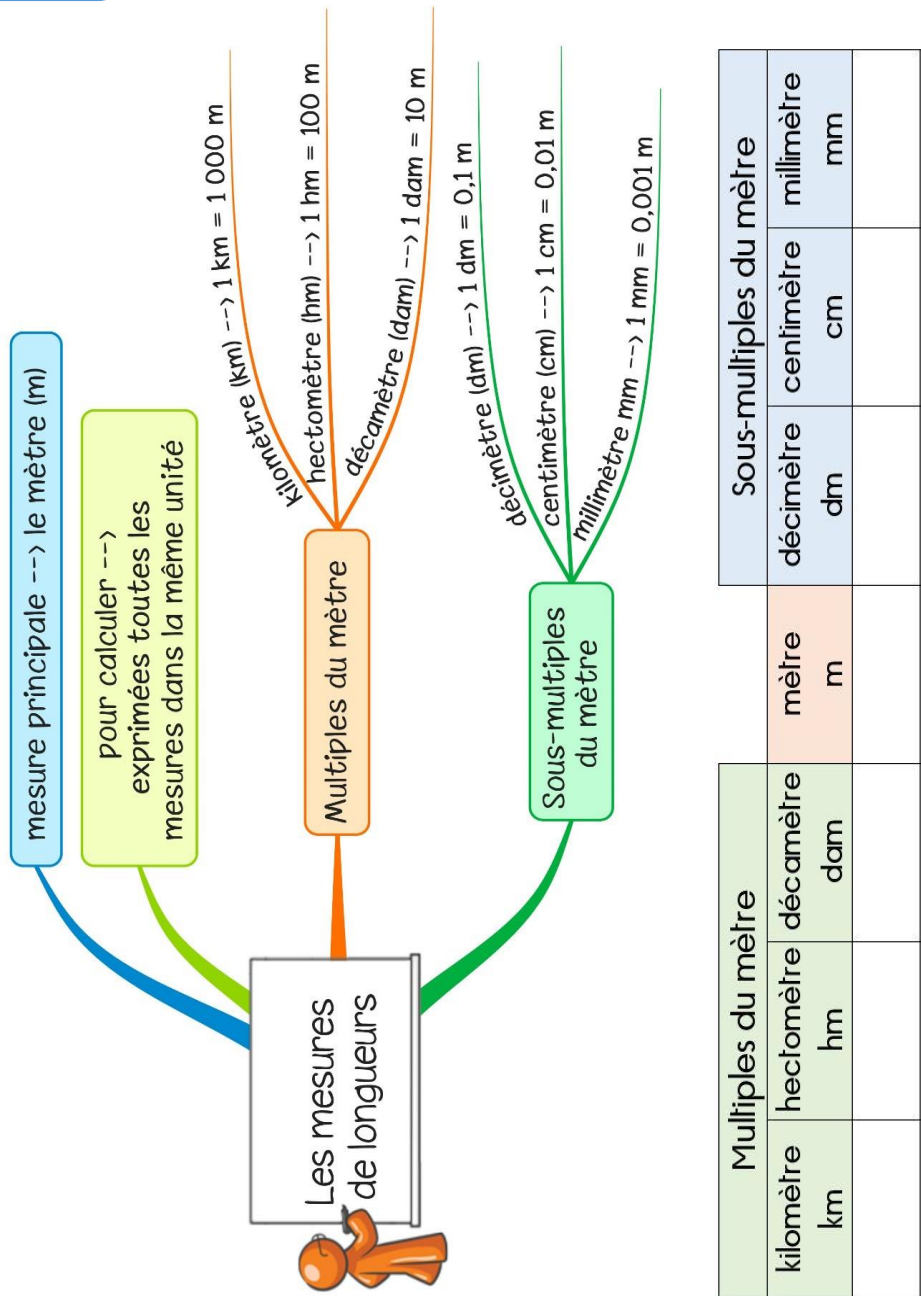 Les mesures
de longueurs
mesure principale --> le mètre (m)
pour calculer -->
exprimées toutes les
mesures dans la même unité
Multiples du mètre
kilomètre (km) --> 1 km = 1 000 m
hectomètre (hm) --> 1 hm = 100 m
décamètre (dam) --> 1 dam = 10 m
Sous-multiples
du mètre
décimètre (dm) --> 1 dm = 0,1 m
centimètre (cm) --> 1 cm = 0,01 m
millimètre mm --> 1 mm = 0,001 m
Multiples du mètre Sous-multiples du mètre
kilomètre hectomètre décamètre mètre décimètre centimètre millimètre
km hm dam m dm cm mm